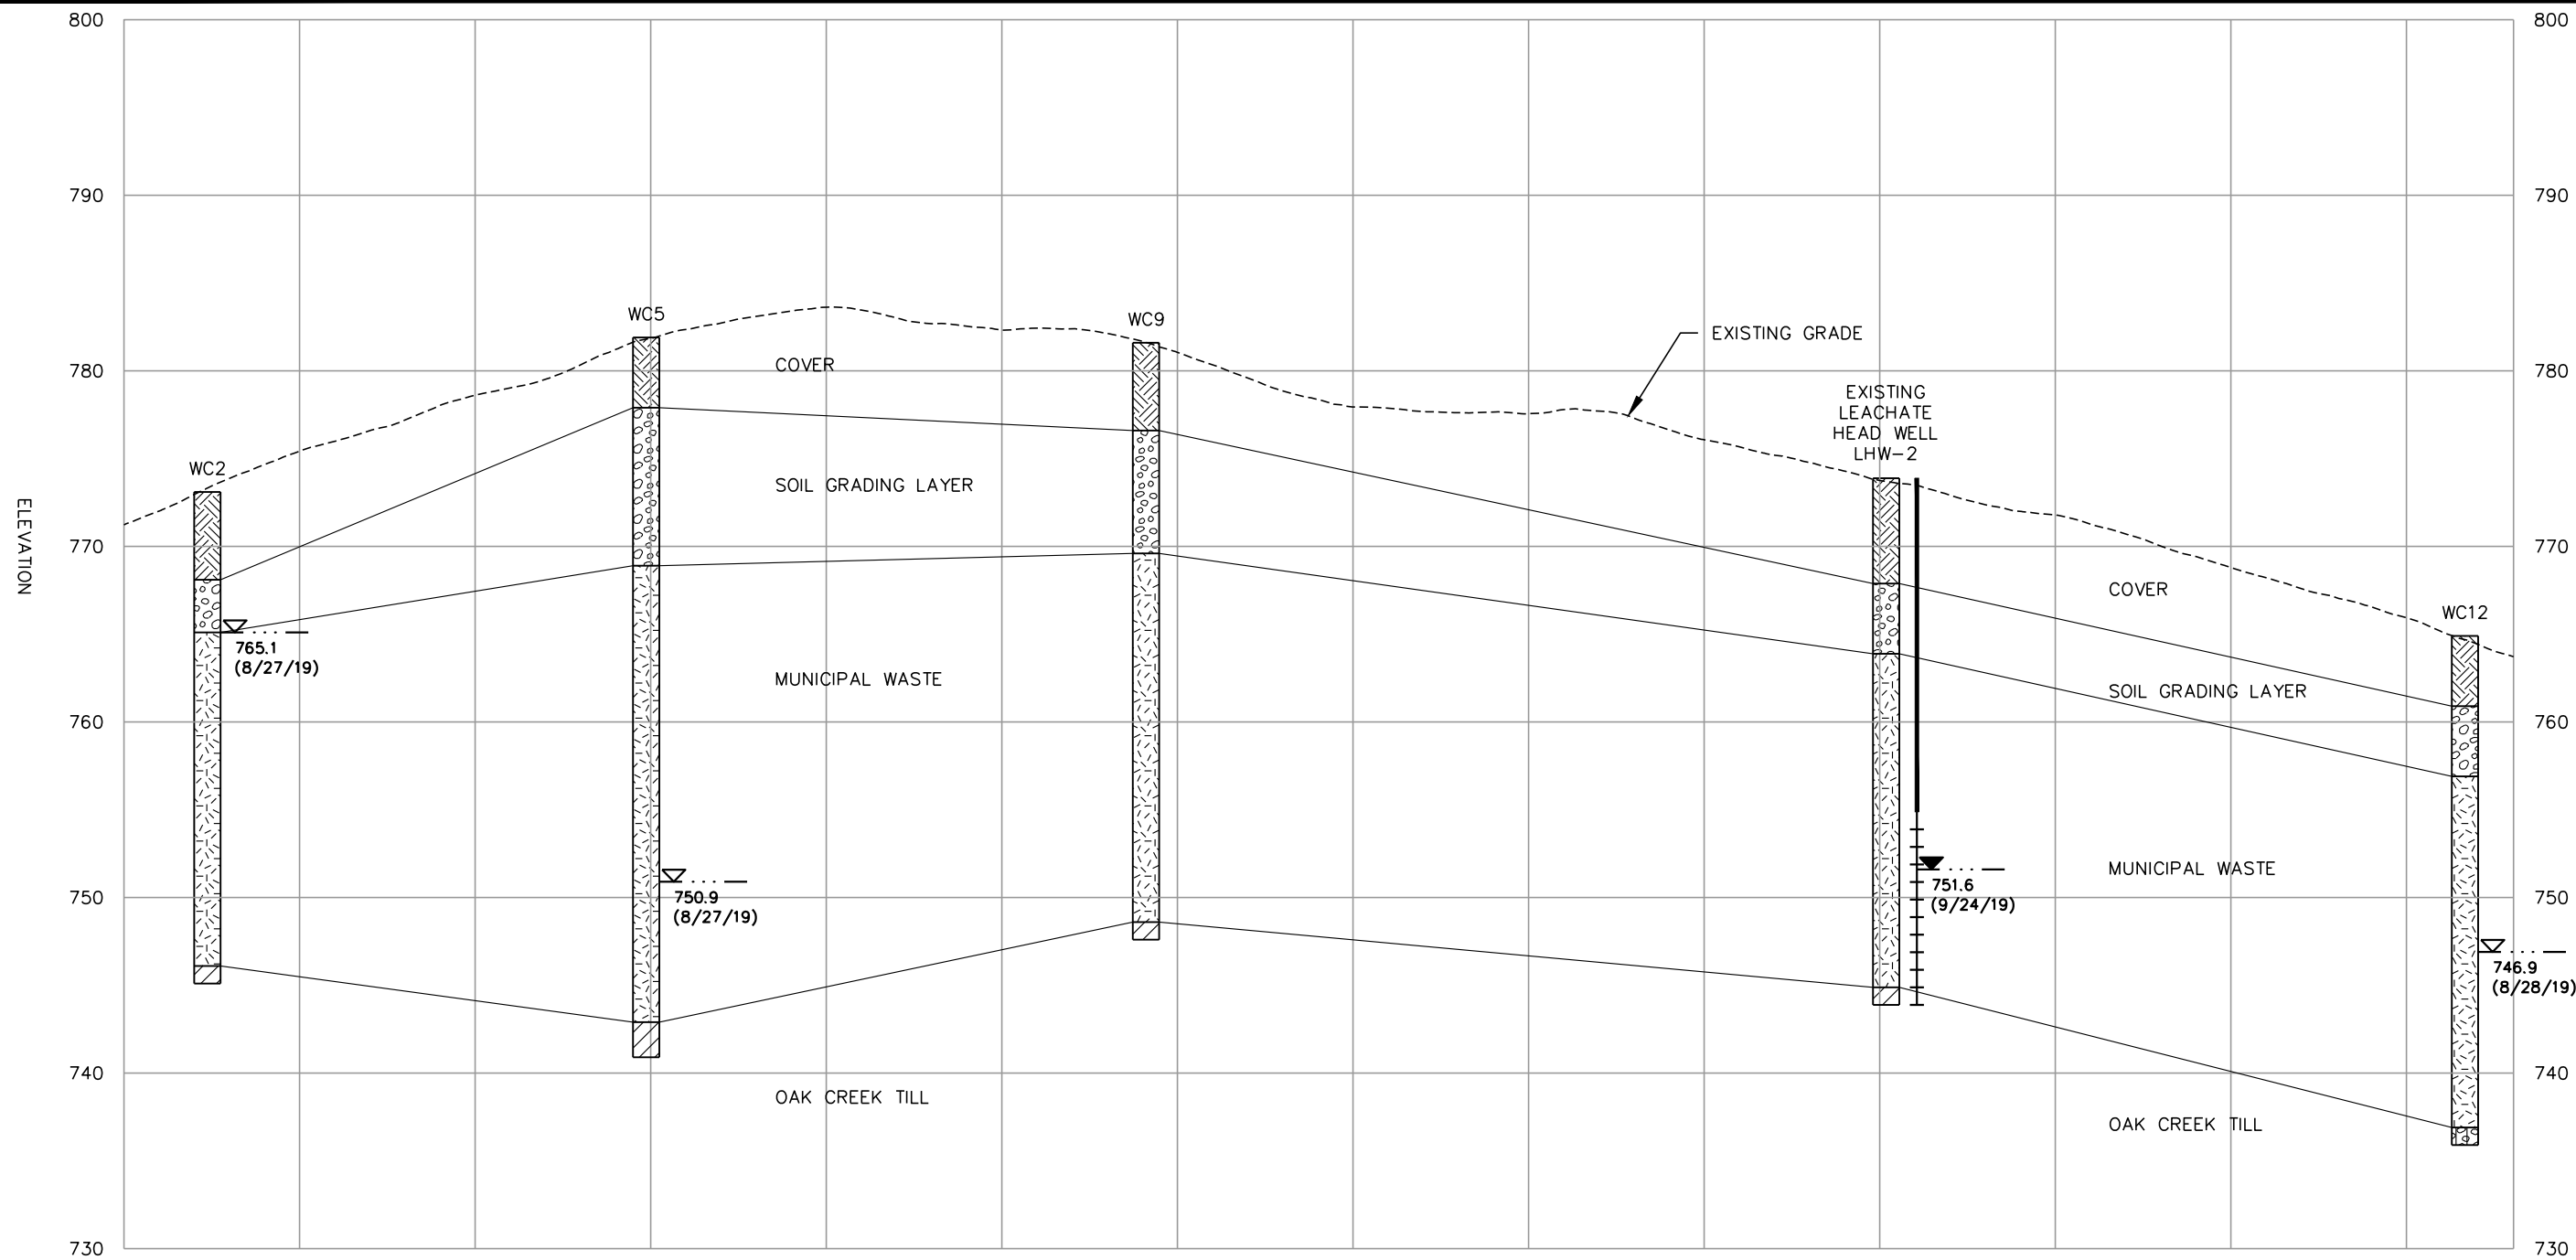 800
800
790
790
WC5
WC9
EXISTING GRADE
COVER
780
780
EXISTING
LEACHATE
HEAD WELL
LHW-2
WC2
SOIL GRADING LAYER
ELEVATION
770
770
COVER
WC12
765.1
(8/27/19)
MUNICIPAL WASTE
SOIL GRADING LAYER
760
760
MUNICIPAL WASTE
750
750
750.9
(8/27/19)
751.6
(9/24/19)
746.9
(8/28/19)
740
740
OAK CREEK TILL
OAK CREEK TILL
730
730